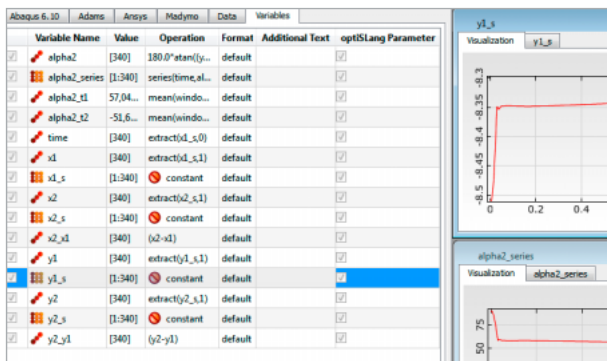 Abaqus 6.10 Adams Ansys Madymo Data Variables
Variable Name Value Operation Format Additional Text optiSLang Parameter
alpha2 [340] 180.0*atan((y... default
alpha2_series [1:340] series(time,al... default
alpha2_t1 57,04... mean(windo... default
alpha2_t2 -51,6... mean(windo... default
time [340] extract(x1_s,0) default
x1 [340] extract(x1_s,1) default
x1_s [1:340] constant default
x2 [340] extract(x2_s,1) default
x2_s [1:340] constant default
x2_x1 [340] (x2-x1) default
y1 [340] extract(y1_s,1) default
y1_s [1:340] constant default
y2 [340] extract(y2_s,1) default
y2_s [1:340] constant default
y2_y1 [340] (y2-y1) default
y1_s
Visualization y1_s
-8.3
-8.35
-8.4
-8.45
-8.5
0 0.2 0.4
alpha2_series
Visualization alpha2_series
75
50